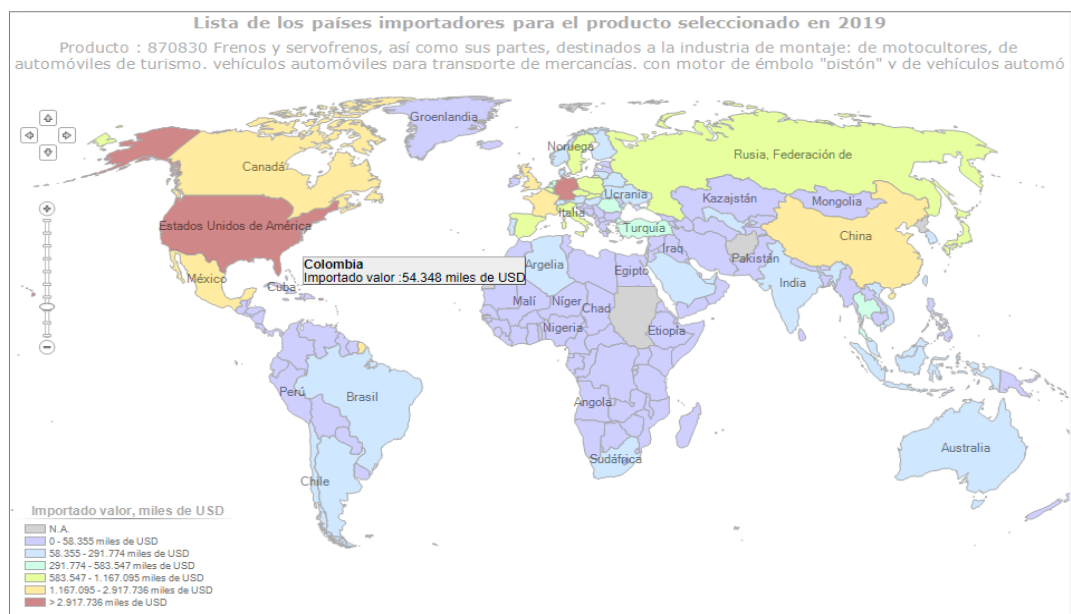 Lista de los países importadores para el producto seleccionado en 2019
Producto : 870830 Frenos y servofrenos, así como sus partes, destinados a la industria de montaje: de motocultores, de
automóviles de turismo, vehículos automóviles para transporte de mercancías, con motor de émbolo "pistón" y de vehículos automó
Groenlandia
Noruega
Canadá
Rusia, Federación de
Ucrania
Kazajstán
Mongolia
Italia
Estados Unidos de América
Turquia
China
Iraq
Pakistán
Colombia
Importado valor :54.348 miles de USD
Argelia
Egipto
México
Cuba
India
Malí
Níger
Chad
Nigeria
Etiopia
Perú
Brasil
Angola
Chile
Sudáfrica
Australia
Importado valor, miles de USD
N.A.
0 - 58.355 miles de USD
58.355 - 291.774 miles de USD
291.774 - 583.547 miles de USD
583.547 - 1.167.095 miles de USD
1.167.095 - 2.917.736 miles de USD
> 2.917.736 miles de USD